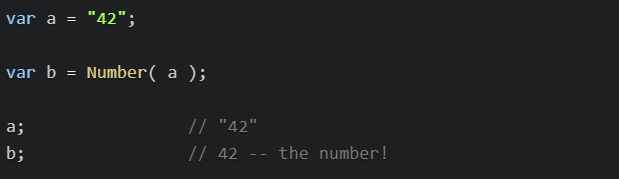 var a = "42";
var b = Number( a );
a;                // "42"
b;                // 42 -- the number!